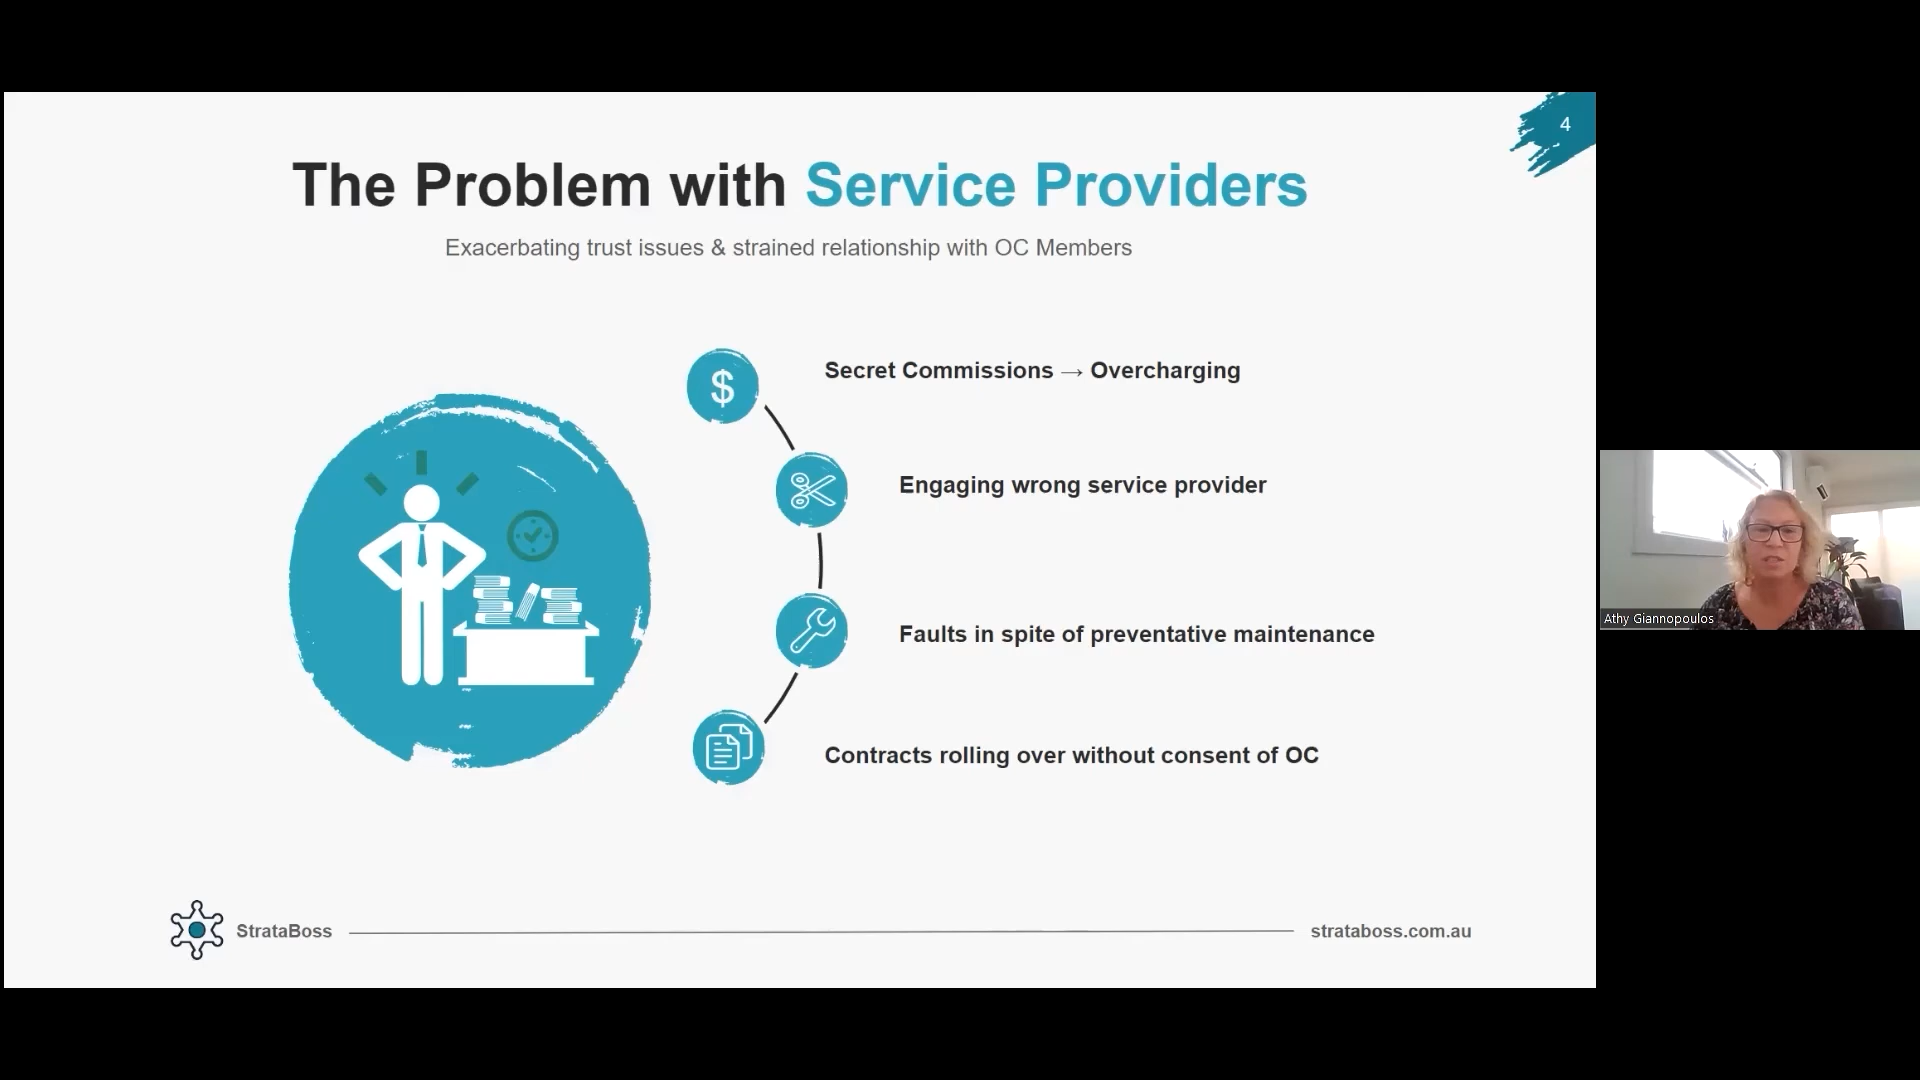 4
The Problem with Service Providers
Exacerbating trust issues & strained relationship with OC Members
$
Secret Commissions → Overcharging
Engaging wrong service provider
Faults in spite of preventative maintenance
Contracts rolling over without consent of OC
StrataBoss
strataboss.com.au
Athy Giannopoulos